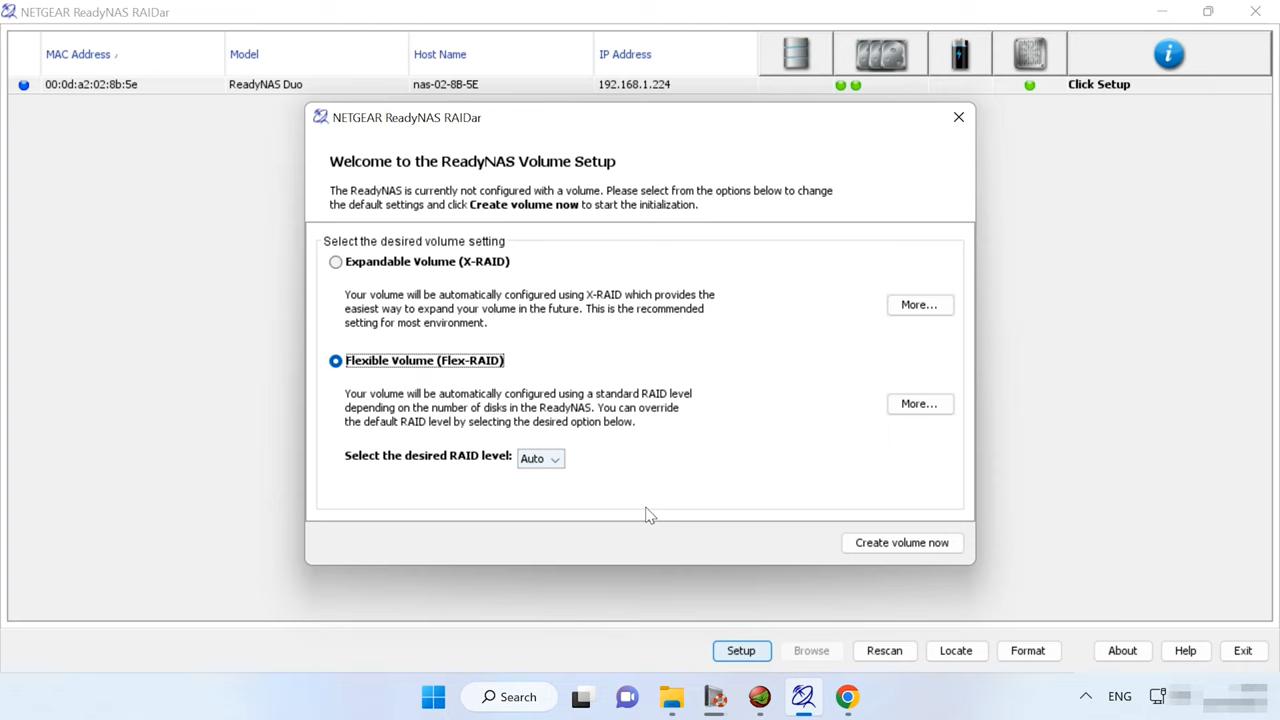 NETGEAR ReadyNAS RAIDar
MAC Address
Model
Host Name
IP Address
00:0d:a2:02:8b:5e
ReadyNAS Duo
nas-02-8B-5E
192.168.1.224
Click Setup
NETGEAR ReadyNAS RAIDar
Welcome to the ReadyNAS Volume Setup
The ReadyNAS is currently not configured with a volume. Please select from the options below to change
the default settings and click Create volume now to start the initialization.
Select the desired volume setting
Expandable Volume (X-RAID)
Your volume will be automatically configured using X-RAID which provides the
easiest way to expand your volume in the future. This is the recommended
setting for most environment.
More...
Flexible Volume (Flex-RAID)
Your volume will be automatically configured using a standard RAID level
depending on the number of disks in the ReadyNAS. You can override
the default RAID level by selecting the desired option below.
More...
Select the desired RAID level: Auto
Create volume now
Setup
Browse
Rescan
Locate
Format
About
Help
Exit
Search
ENG